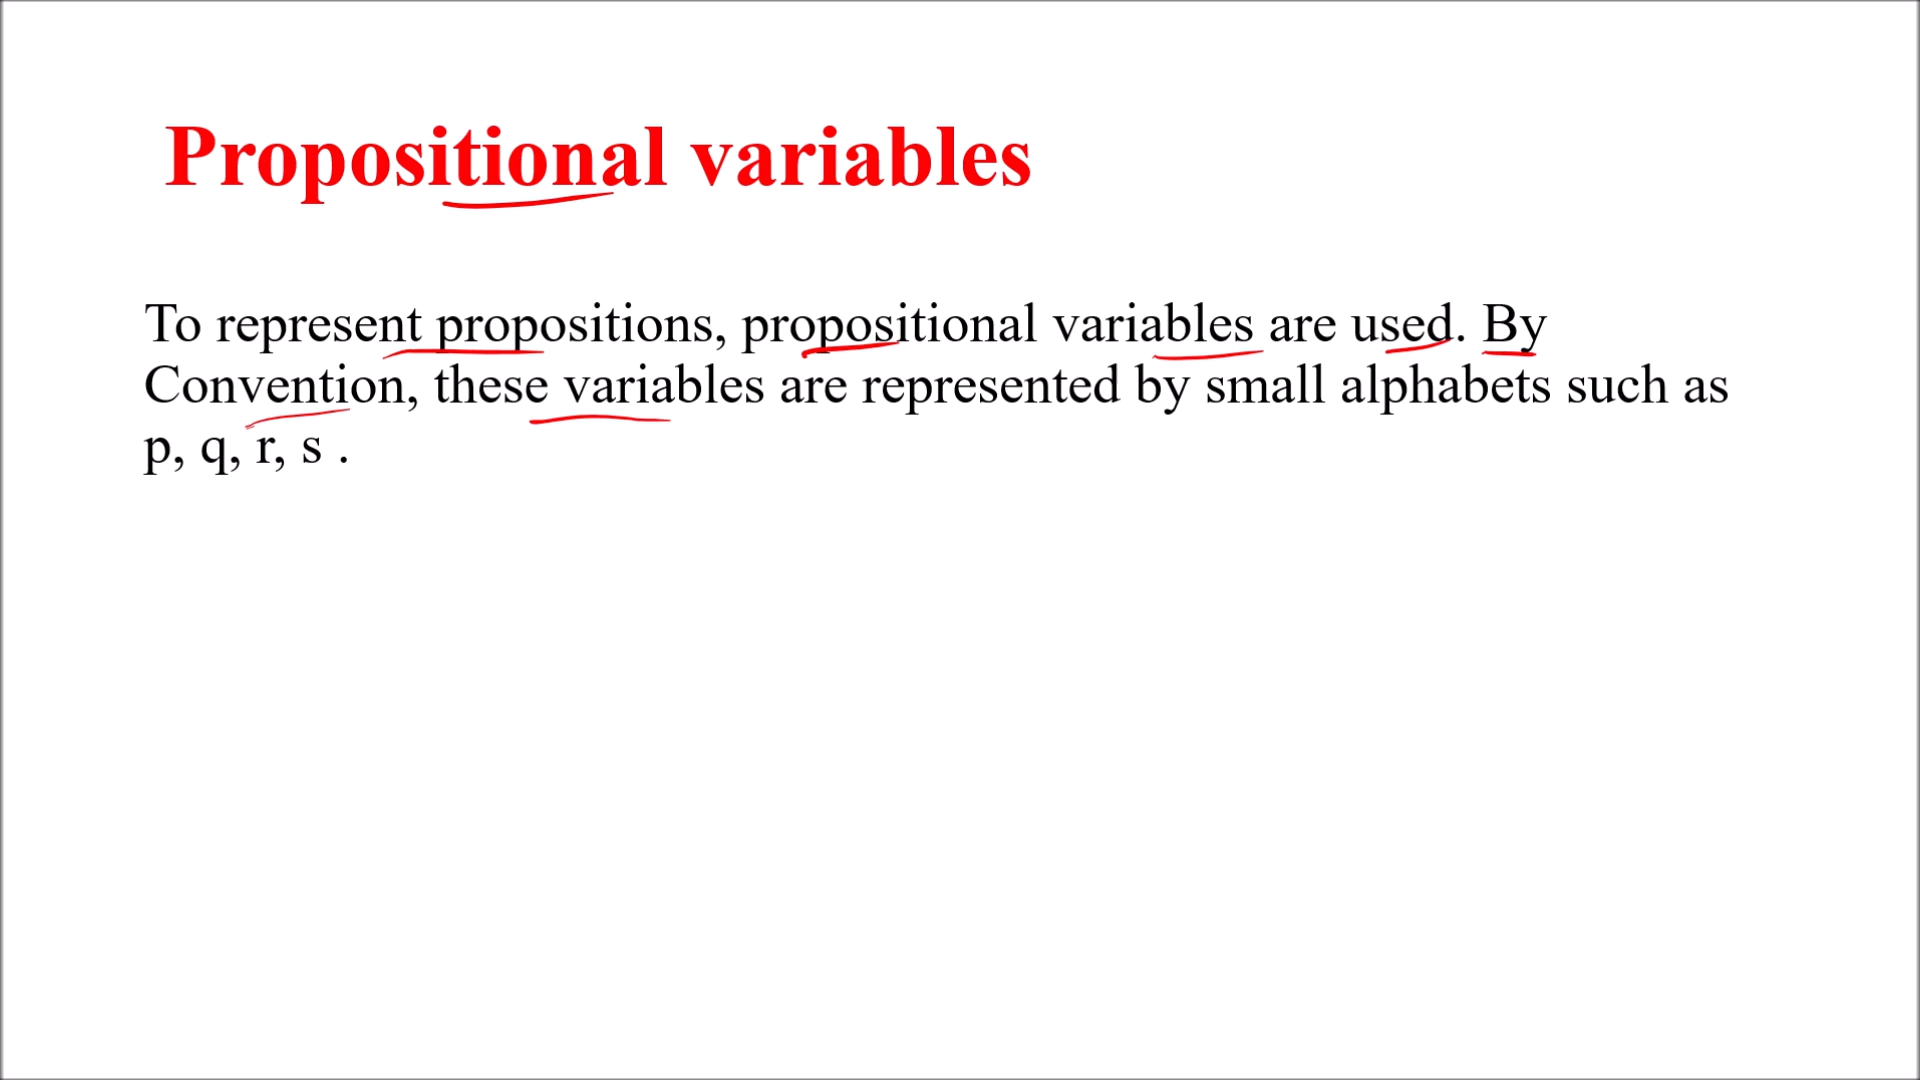 Propositional variables
To represent propositions, propositional variables are used. By
Convention, these variables are represented by small alphabets such as
p, q, r, s .